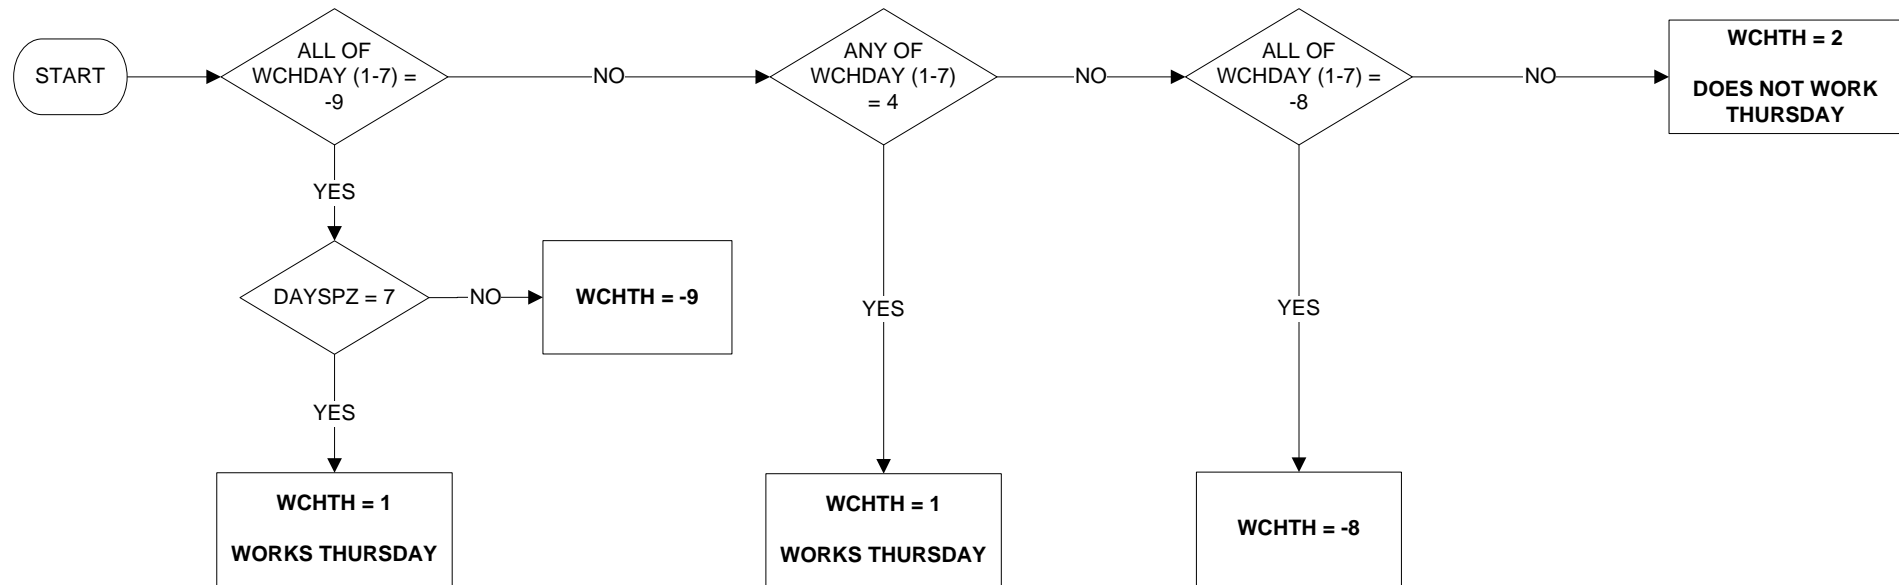 START
ALL OF
WCHDAY (1-7) =
-9
NO
ANY OF
WCHDAY (1-7)
= 4
NO
ALL OF
WCHDAY (1-7) =
-8
NO
WCHTH = 2
DOES NOT WORK
THURSDAY
YES
DAYSPZ = 7
NO
WCHTH = -9
YES
YES
YES
WCHTH = 1
WORKS THURSDAY
WCHTH = 1
WORKS THURSDAY
WCHTH = -8